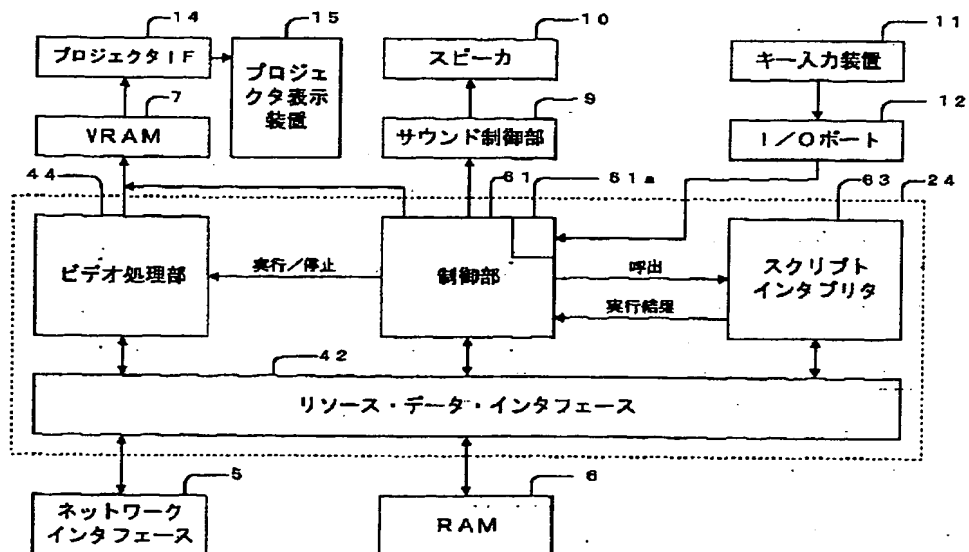 14
15
10
11
プロジェクタIF
プロジェ
クタ表示
装置
スピーカ
キー入力装置
7
9
12
VRAM
サウンド制御部
I/Oポート
44
61
61a
63
24
ビデオ処理部
実行/停止
制御部
呼出
実行結果
スクリプト
インタプリタ
42
リソース・データ・インタフェース
5
6
ネットワーク
インタフェース
RAM